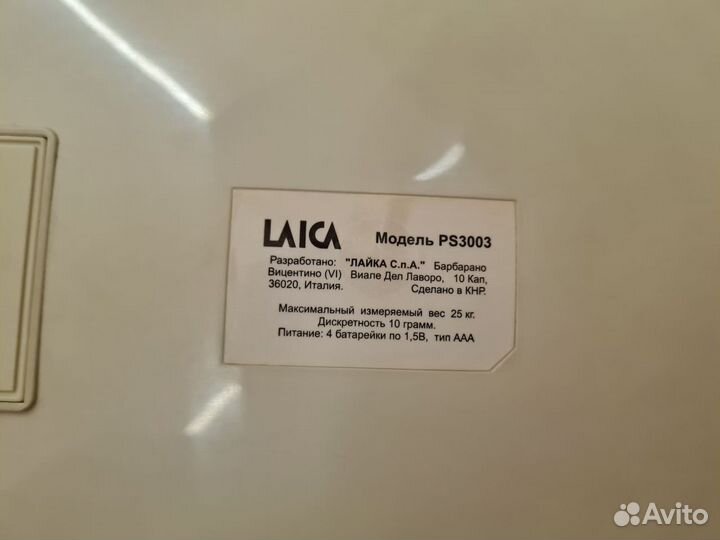 LAICA Модель PS3003
Разработано: "ЛАЙКА С.п.А." Барбарано
Вицентино (VI) Виале Дел Лаворо, 10 Кап,
36020, Италия. Сделано в КНР.
Максимальный измеряемый вес 25 кг.
Дискретность 10 грамм.
Питание: 4 батарейки по 1,5В, тип ААА
Avito